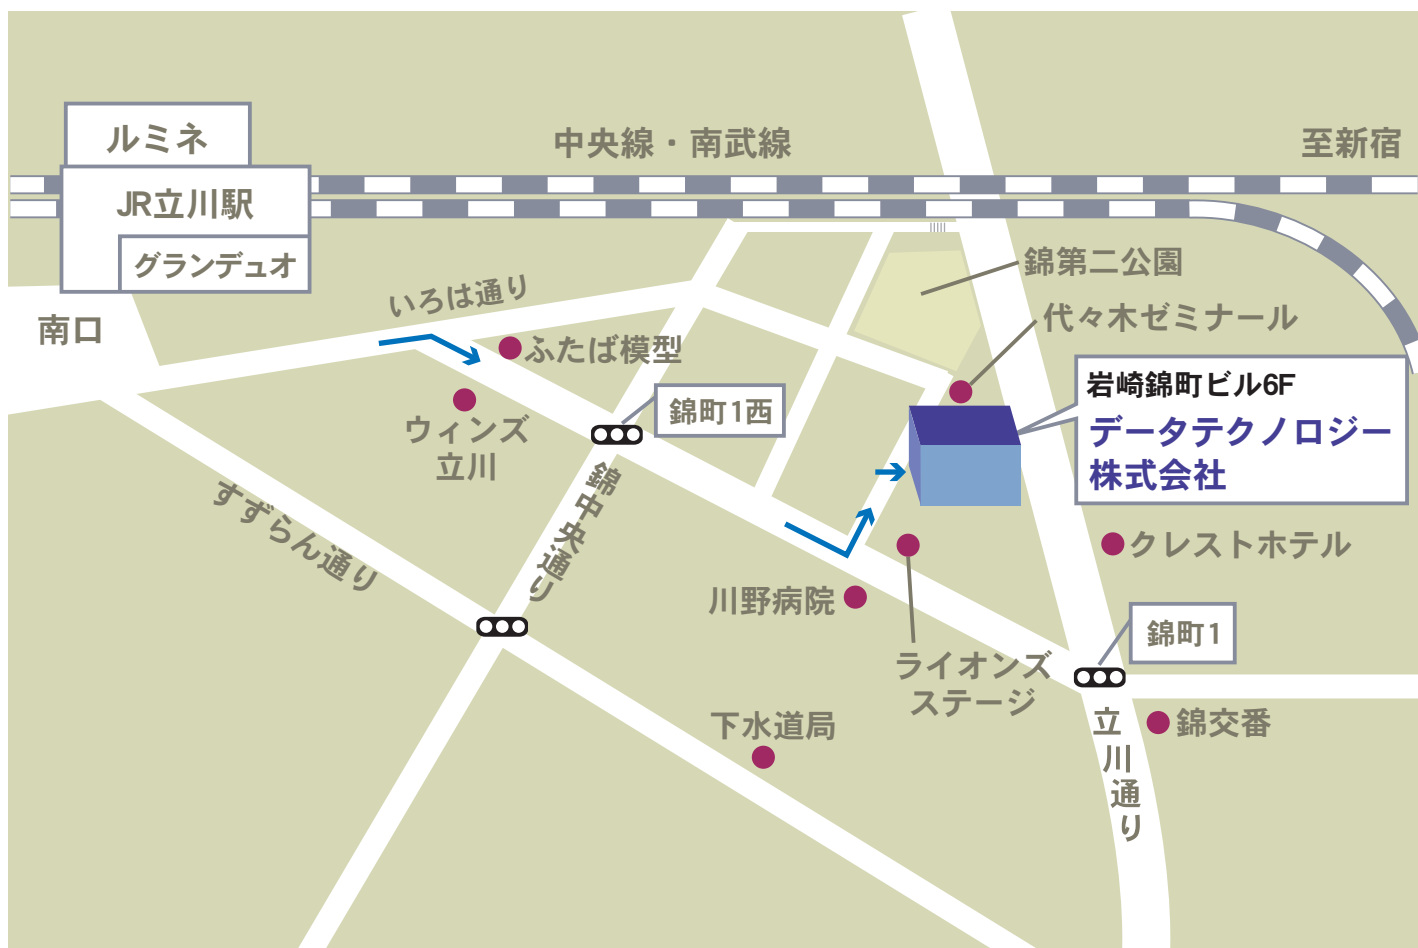 ルミネ
中央線・南武線
至新宿
JR立川駅
グランデュオ
錦第二公園
いろは通り
南口
代々木ゼミナール
ふたば模型
岩崎錦町ビル6F
データテクノロジー
株式会社
錦町1西
ウィンズ
立川
錦中央通り
すずらん通り
クレストホテル
川野病院
錦町1
ライオンズ
ステージ
下水道局
錦交番
立川通り